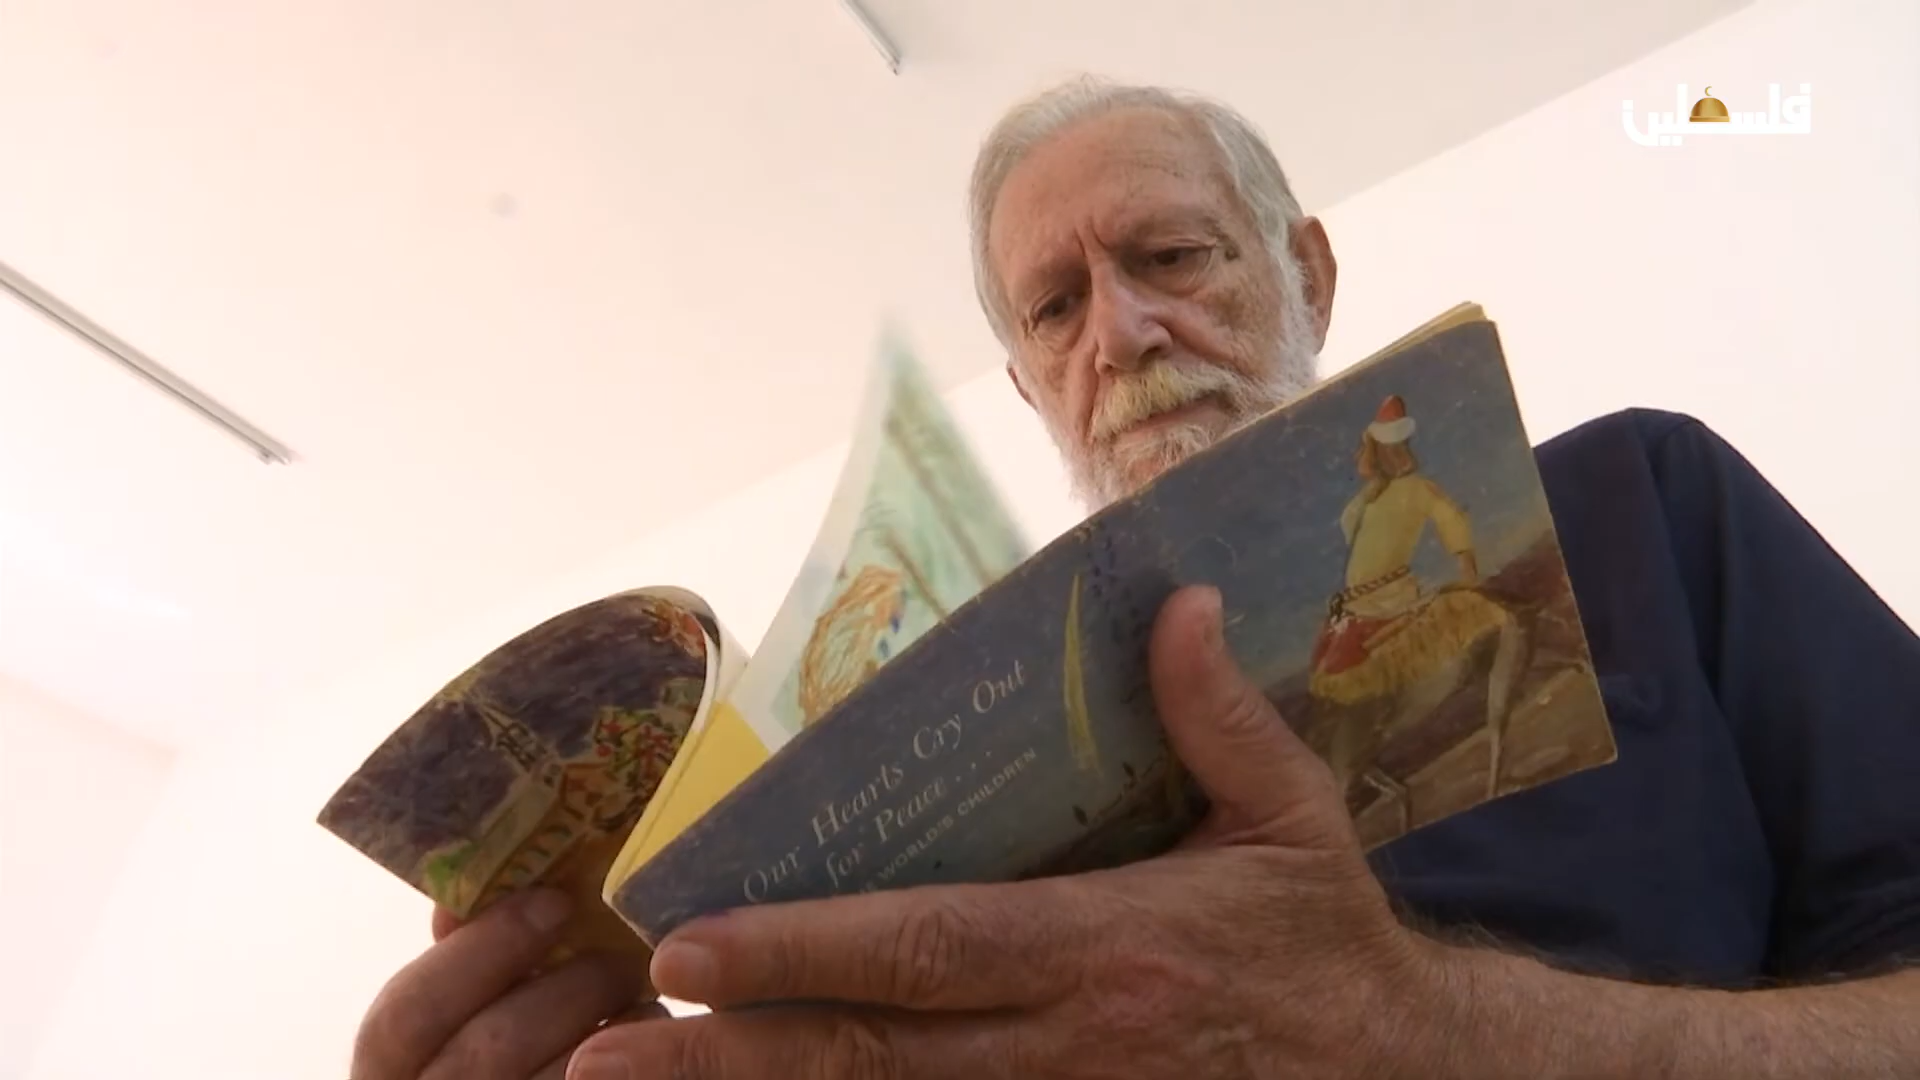 فلسطين
Our Hearts Cry Out
for Peace . . .
WORLD'S CHILDREN